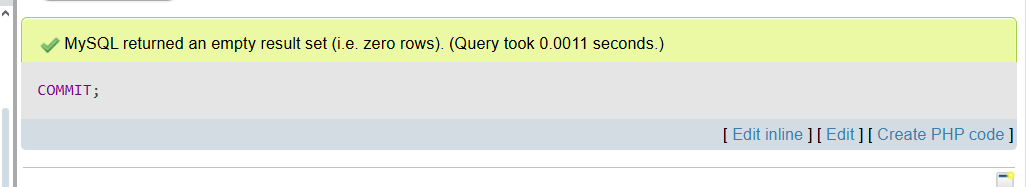 MySQL returned an empty result set (i.e. zero rows). (Query took 0.0011 seconds.)
COMMIT;
[ Edit inline ] [ Edit ] [ Create PHP code ]